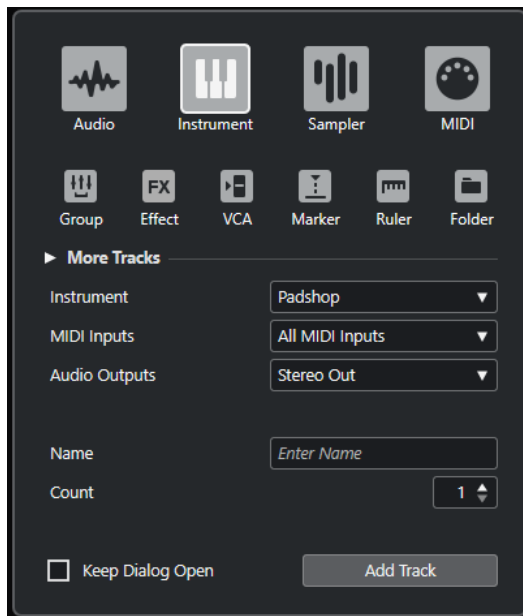 Audio Instrument Sampler MIDI
FX
Group Effect VCA Marker Ruler Folder
More Tracks
Instrument Padshop
MIDI Inputs All MIDI Inputs
Audio Outputs Stereo Out
Name Enter Name
Count 1
Keep Dialog Open Add Track